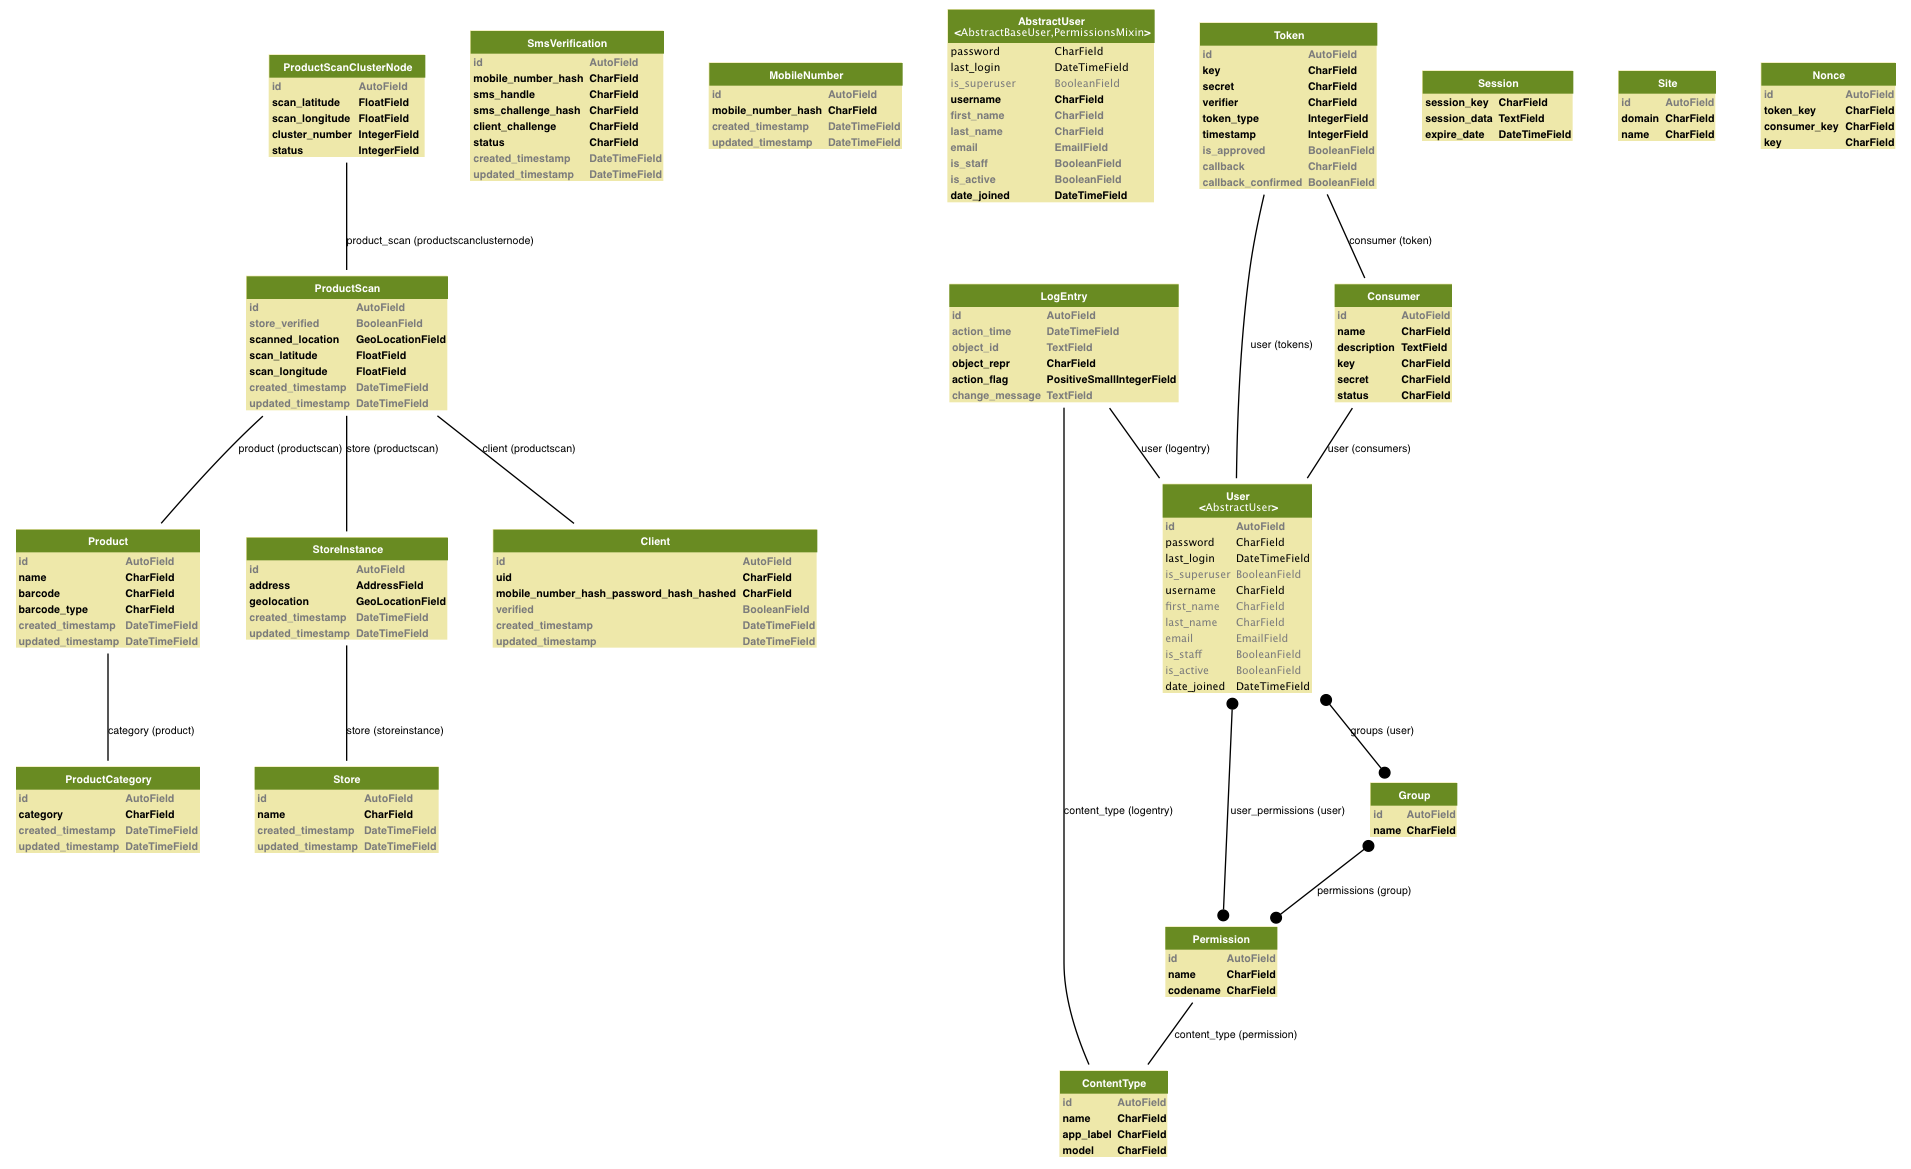 ProductScanClusterNode
id AutoField
scan_latitude FloatField
scan_longitude FloatField
cluster_number IntegerField
status IntegerField
SmsVerification
id AutoField
mobile_number_hash CharField
sms_handle CharField
sms_challenge_hash CharField
client_challenge CharField
status CharField
created_timestamp DateTimeField
updated_timestamp DateTimeField
MobileNumber
id AutoField
mobile_number_hash CharField
created_timestamp DateTimeField
updated_timestamp DateTimeField
AbstractUser
<AbstractBaseUser,PermissionsMixin>
password CharField
last_login DateTimeField
is_superuser BooleanField
username CharField
first_name CharField
last_name CharField
email EmailField
is_staff BooleanField
is_active BooleanField
date_joined DateTimeField
Token
id AutoField
key CharField
secret CharField
verifier CharField
token_type IntegerField
timestamp IntegerField
is_approved BooleanField
callback CharField
callback_confirmed BooleanField
Session
session_key CharField
session_data TextField
expire_date DateTimeField
Site
id AutoField
domain CharField
name CharField
Nonce
id AutoField
token_key CharField
consumer_key CharField
key CharField
product_scan (productscanclusternode)
consumer (token)
ProductScan
id AutoField
store_verified BooleanField
scanned_location GeoLocationField
scan_latitude FloatField
scan_longitude FloatField
created_timestamp DateTimeField
updated_timestamp DateTimeField
LogEntry
id AutoField
action_time DateTimeField
object_id TextField
object_repr CharField
action_flag PositiveSmallIntegerField
change_message TextField
user (tokens)
Consumer
id AutoField
name CharField
description TextField
key CharField
secret CharField
status CharField
product (productscan)
store (productscan)
client (productscan)
user (logentry)
user (consumers)
Product
id AutoField
name CharField
barcode CharField
barcode_type CharField
created_timestamp DateTimeField
updated_timestamp DateTimeField
StoreInstance
id AutoField
address AddressField
geolocation GeoLocationField
created_timestamp DateTimeField
updated_timestamp DateTimeField
Client
id AutoField
uid CharField
mobile_number_hash_password_hash_hashed CharField
verified BooleanField
created_timestamp DateTimeField
updated_timestamp DateTimeField
User
<AbstractUser>
id AutoField
password CharField
last_login DateTimeField
is_superuser BooleanField
username CharField
first_name CharField
last_name CharField
email EmailField
is_staff BooleanField
is_active BooleanField
date_joined DateTimeField
category (product)
store (storeinstance)
groups (user)
ProductCategory
id AutoField
category CharField
created_timestamp DateTimeField
updated_timestamp DateTimeField
Store
id AutoField
name CharField
created_timestamp DateTimeField
updated_timestamp DateTimeField
content_type (logentry)
user_permissions (user)
Group
id AutoField
name CharField
permissions (group)
Permission
id AutoField
name CharField
codename CharField
content_type (permission)
ContentType
id AutoField
name CharField
app_label CharField
model CharField